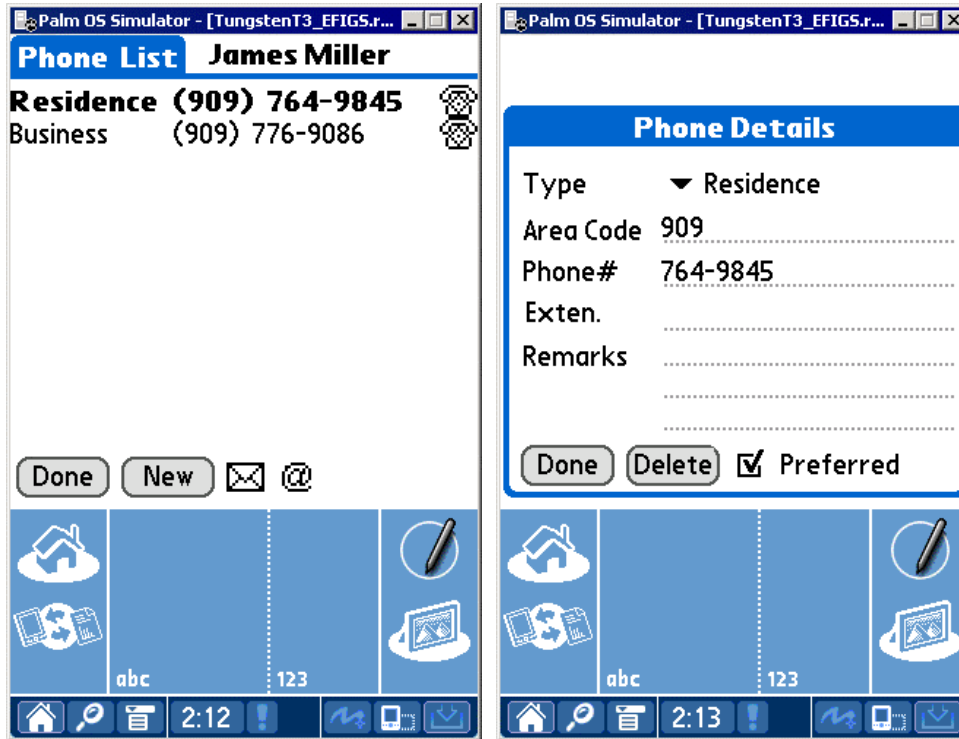 Palm OS Simulator - [TungstenT3_EFIGS.r...
Phone List James Miller
Residence (909) 764-9845
Business (909) 776-9086
Done New @
abc 123
2:12
Palm OS Simulator - [TungstenT3_EFIGS.r...
Phone Details
Type Residence
Area Code 909
Phone# 764-9845
Exten.
Remarks
Done Delete Preferred
abc 123
2:13